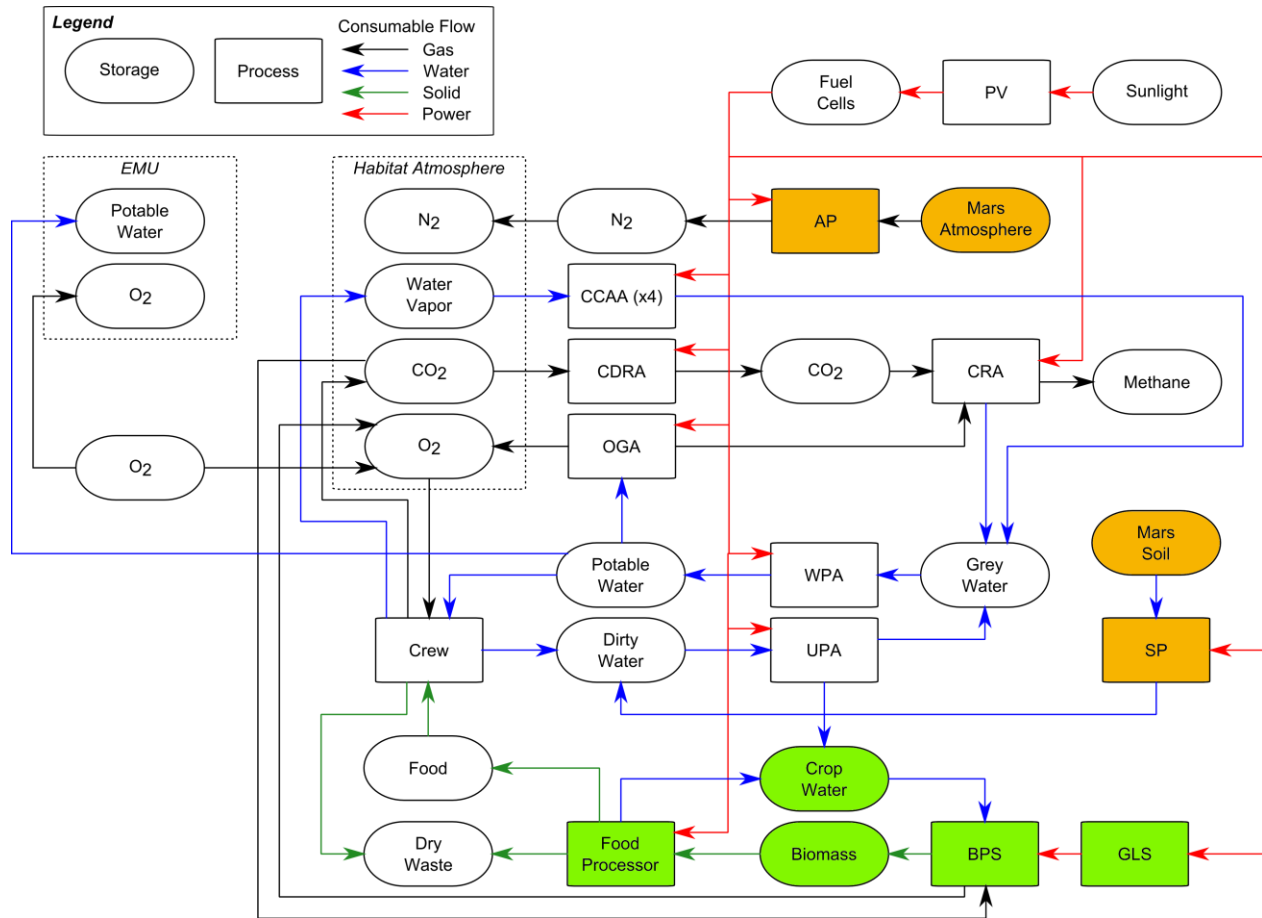 Legend
Storage
Process
Consumable Flow
Gas
Water
Solid
Power
Fuel
Cells
PV
Sunlight
EMU
Potable
Water
O2
Habitat Atmosphere
N2
Water
Vapor
CO2
O2
N2
AP
Mars
Atmosphere
CCAA (x4)
CDRA
CO2
CRA
Methane
OGA
O2
Potable
Water
WPA
Grey
Water
Mars
Soil
Crew
Dirty
Water
UPA
SP
Food
Crop
Water
Dry
Waste
Food
Processor
Biomass
BPS
GLS